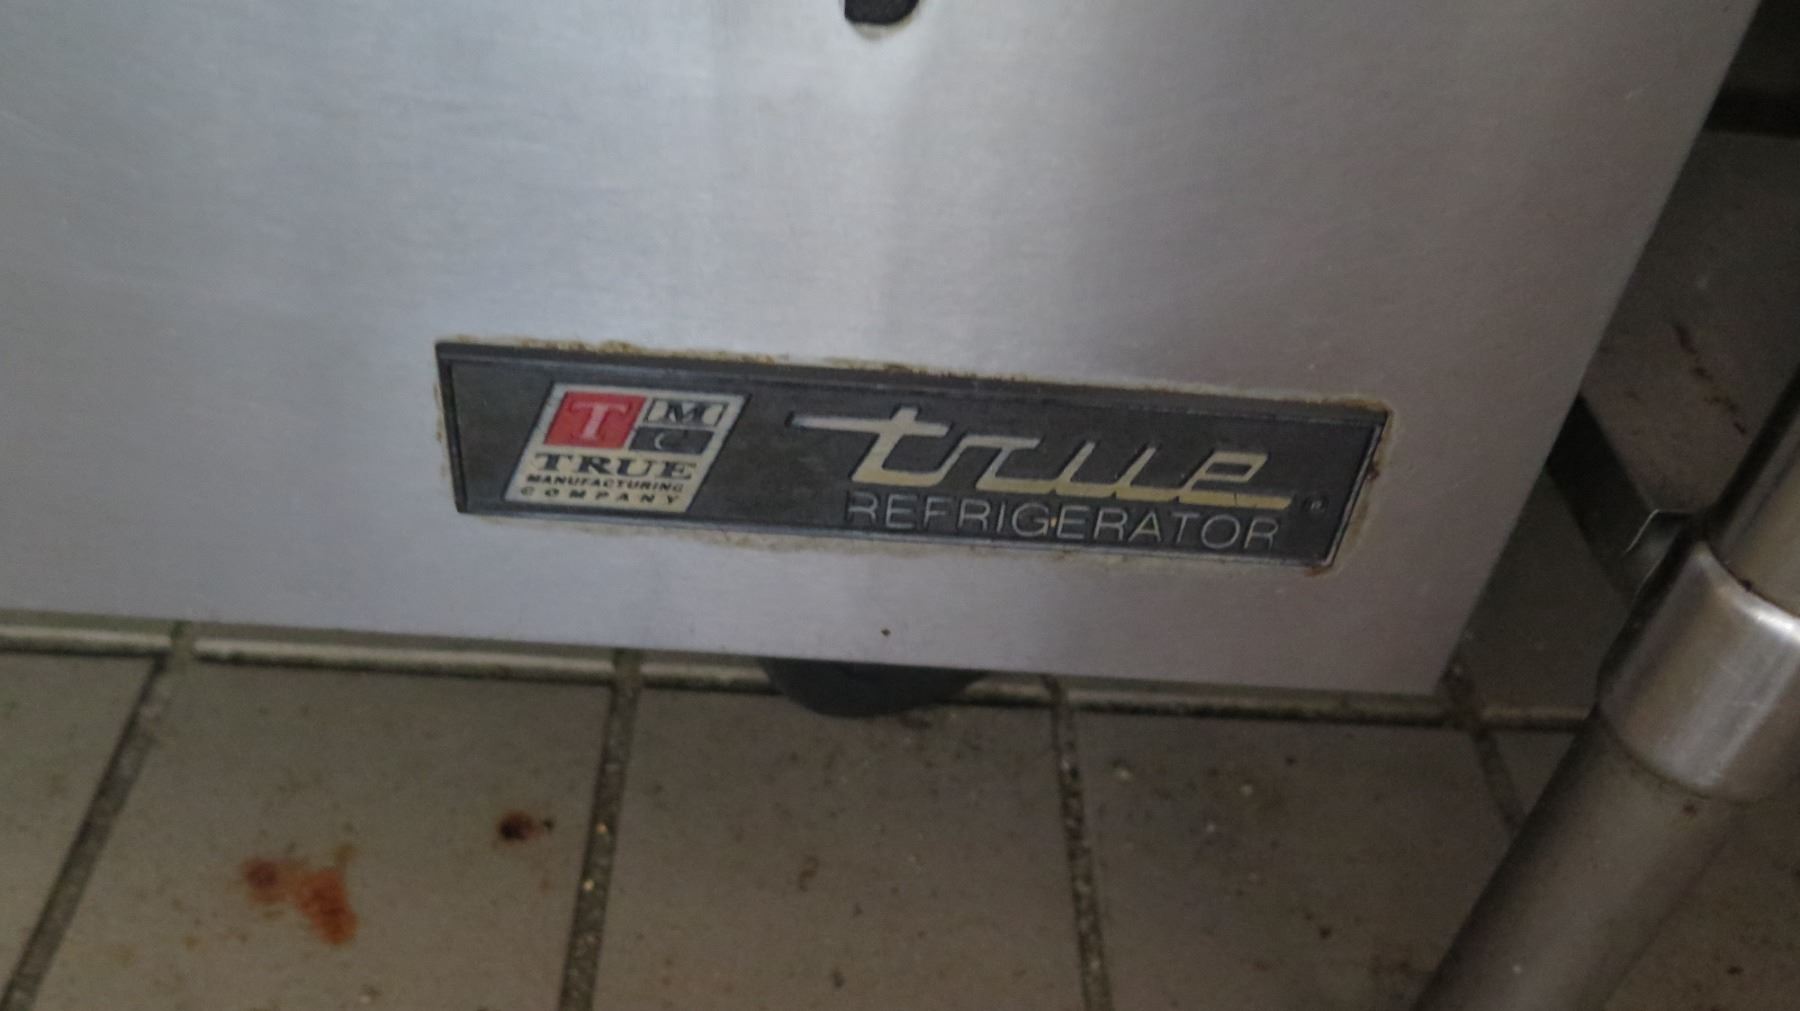 T M
C
TRUE
MANUFACTURING
COMPANY
true ®
REFRIGERATOR